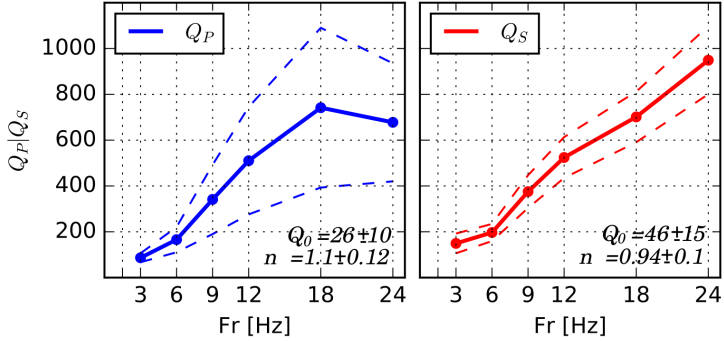 Q_P|Q_S
1000
800
600
400
200
Q_P
Q_0 =26±10
n =1.1±0.12
3 6 9 12 18 24
Fr [Hz]
Q_S
Q_0 =46±15
n =0.94±0.1
3 6 9 12 18 24
Fr [Hz]